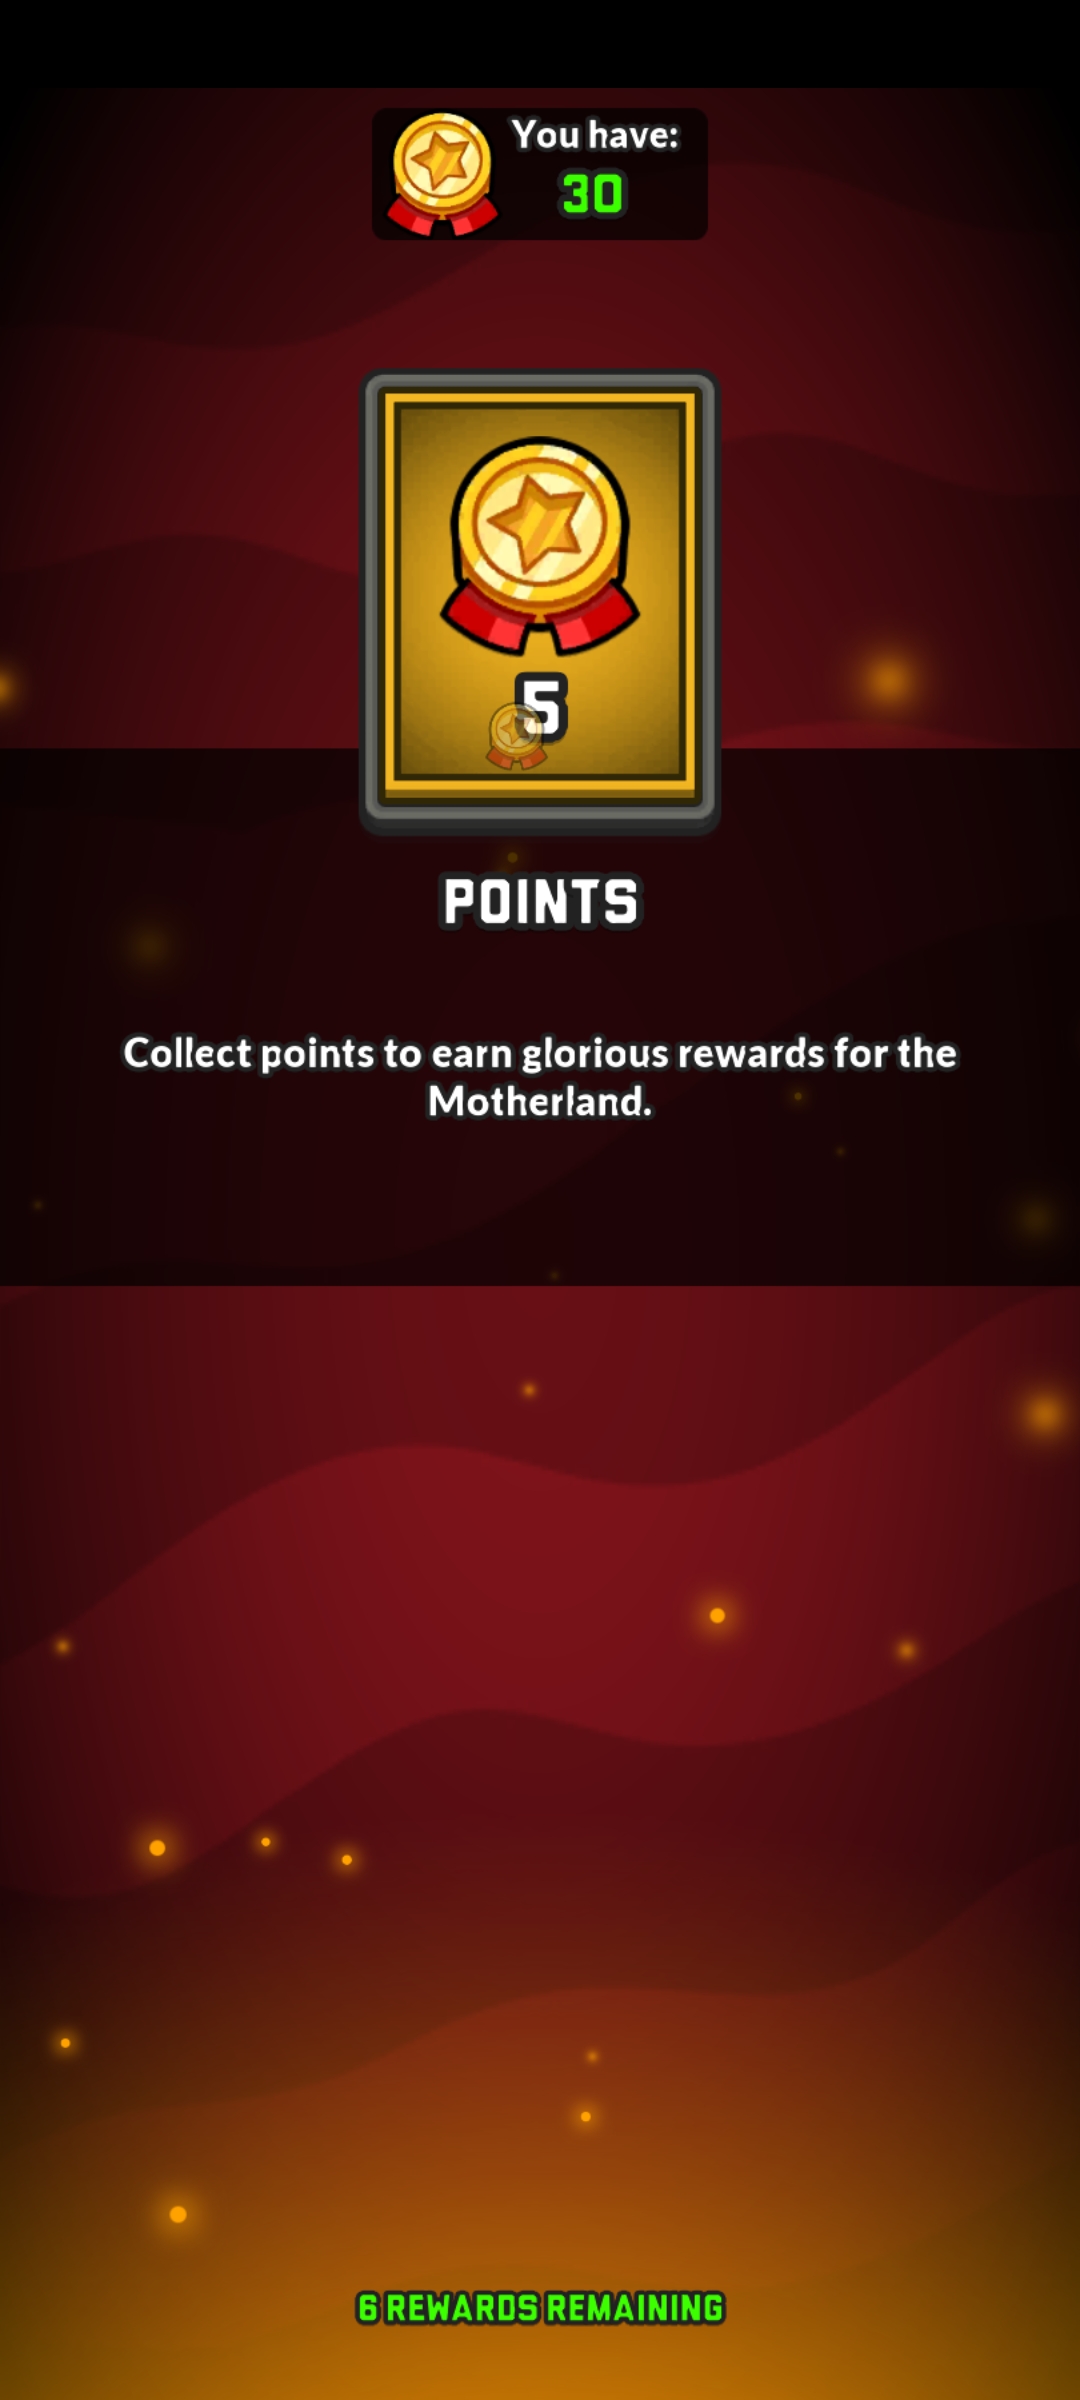 You have:
30
5
POINTS
Collect points to earn glorious rewards for the
Motherland.
6 REWARDS REMAINING